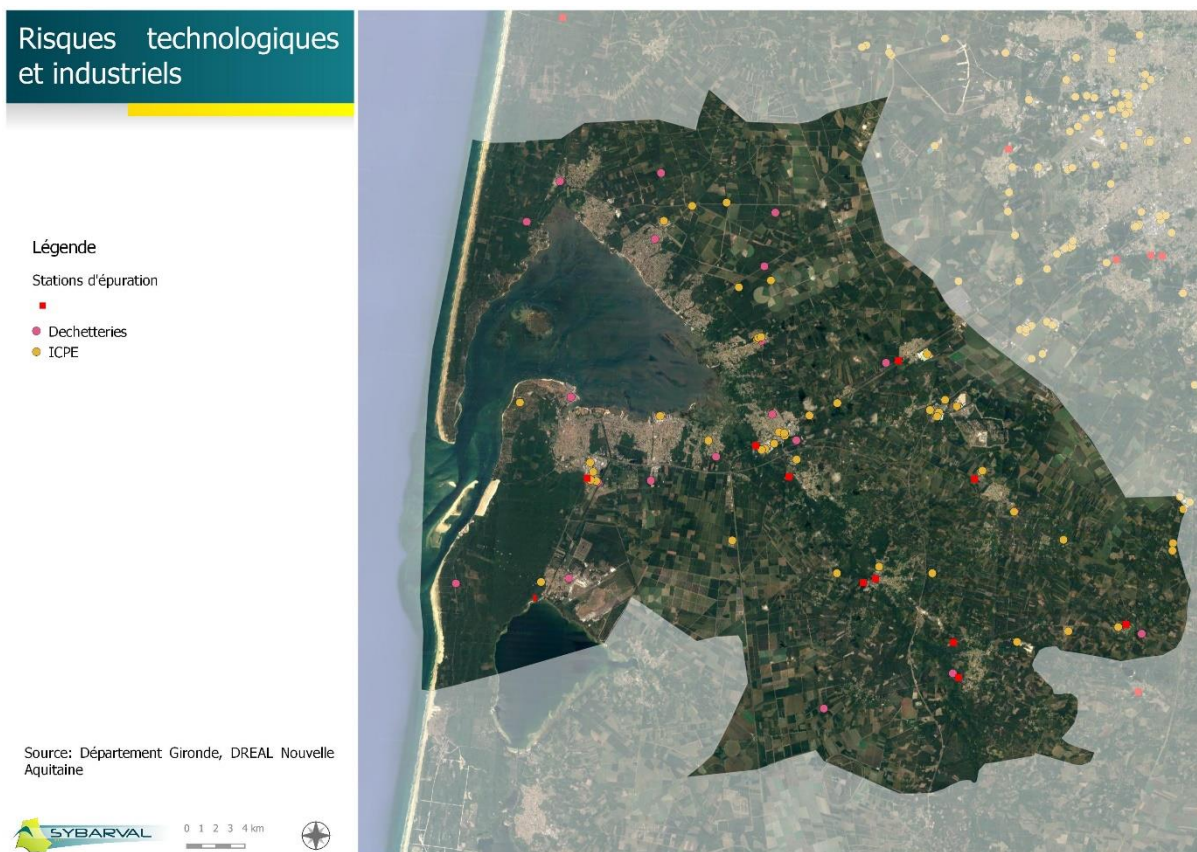 Risques technologiques
et industriels
Légende
Stations d'épuration
Dechetteries
ICPE
Source: Département Gironde, DREAL Nouvelle
Aquitaine
SYBARVAL
0 1 2 3 4 km